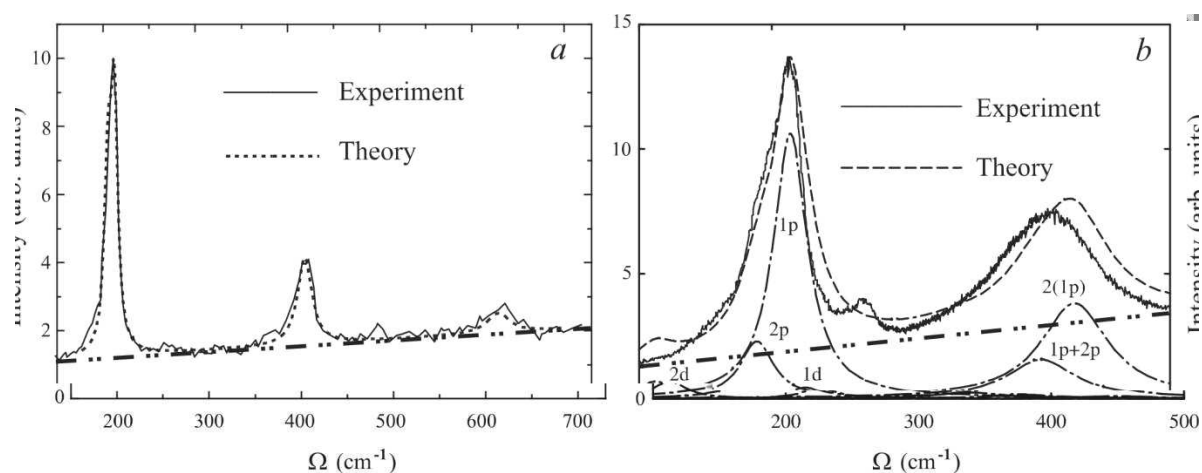 a
Experiment
Theory
Intensity (arb. units)
10
8
6
4
2
0
200
300
400
500
600
700
Ω (cm⁻¹)
b
Experiment
Theory
15
10
5
0
1p
2p
2d
1d
2(1p)
1p+2p
200
300
400
500
Ω (cm⁻¹)
Intensity (arb. units)